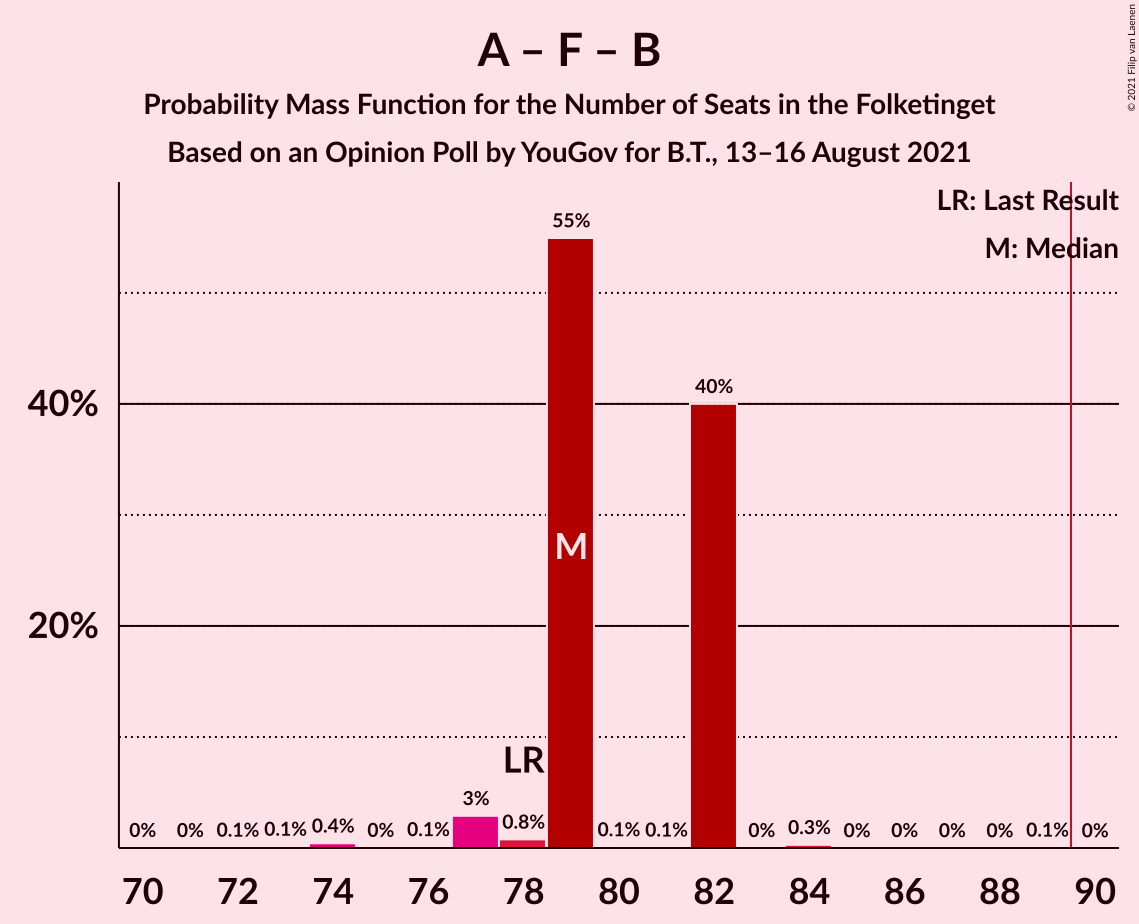 A – F – B
Probability Mass Function for the Number of Seats in the Folketinget
Based on an Opinion Poll by YouGov for B.T., 13–16 August 2021
© 2021 Filip van Laenen
LR: Last Result
M: Median
55%
40%
40%
M
20%
LR
3%
0% 0% 0.1% 0.1% 0.4% 0% 0.1% 0.8% 0.1% 0.1% 0% 0.3% 0% 0% 0% 0% 0.1% 0%
70 72 74 76 78 80 82 84 86 88 90